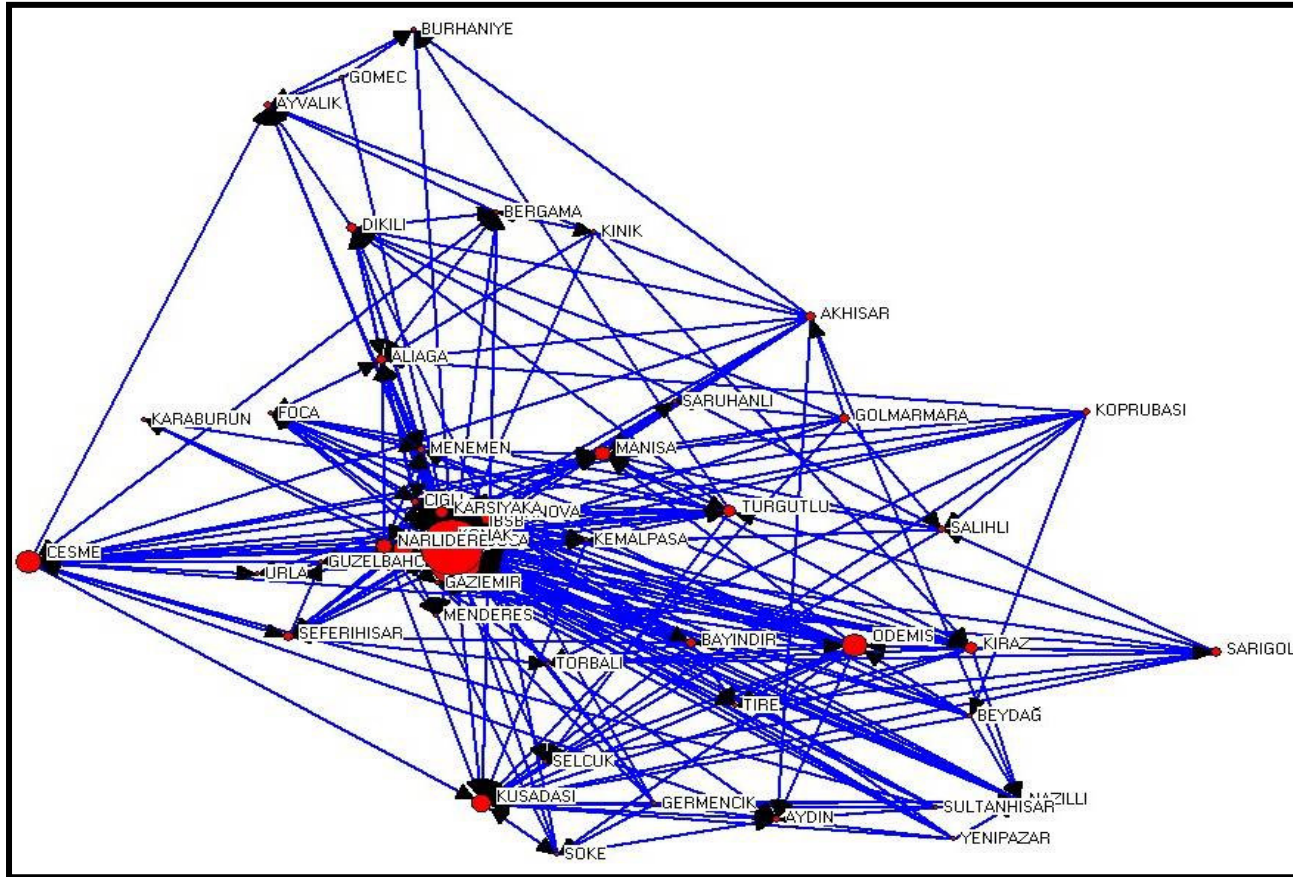 BURHANIYE
GOMEC
AYVALIK
BERGAMA
DIKILI
KINIK
AKHISAR
ALIAGA
SARUHANLI
KOPRUBASI
FOCA
GOLMARMARA
KARABURUN
MENEMEN
MANISA
CIGLI
KARSIYAKA
TURGUTLU
SALIHLI
NARLIDERE
KEMALPASA
CESME
GUZELBAHC
URLA
GAZIEMIR
MENDERES
SEFERIHISAR
BAYINDIR
ODEMIS
KIRAZ
SARIGOL
TORBALI
TIRE
BEYDAĞ
SELCUK
NAZILLI
KUSADASI
GERMENCIK
SULTANHISAR
AYDIN
YENIPAZAR
SOKE